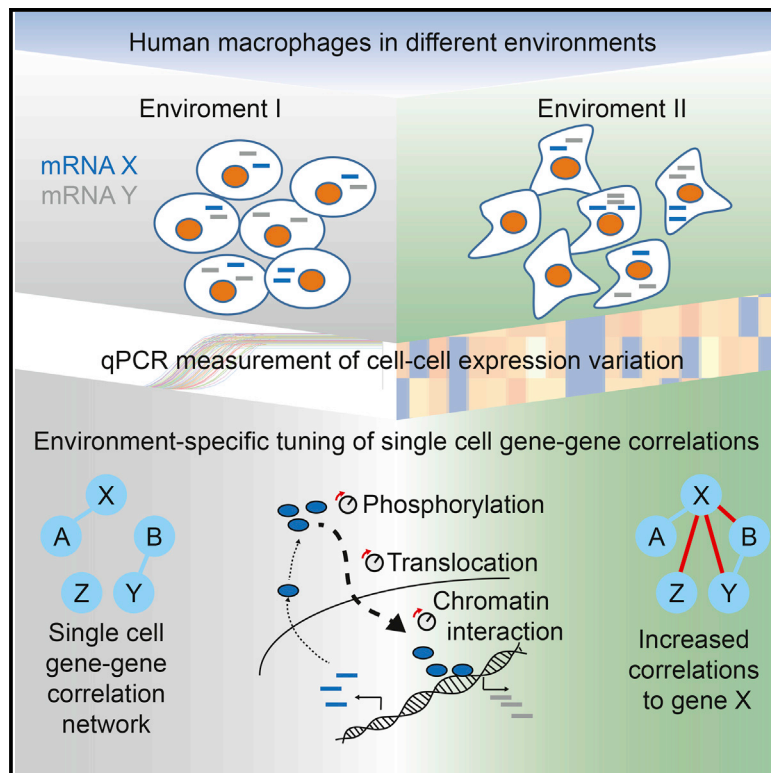 Human macrophages in different environments
Enviroment I
Enviroment II
mRNA X
mRNA Y
qPCR measurement of cell-cell expression variation
Environment-specific tuning of single cell gene-gene correlations
X
A
B
Z
Y
Single cell
gene-gene
correlation
network
Phosphorylation
Translocation
Chromatin
interaction
X
A
B
Z
Y
Increased
correlations
to gene X